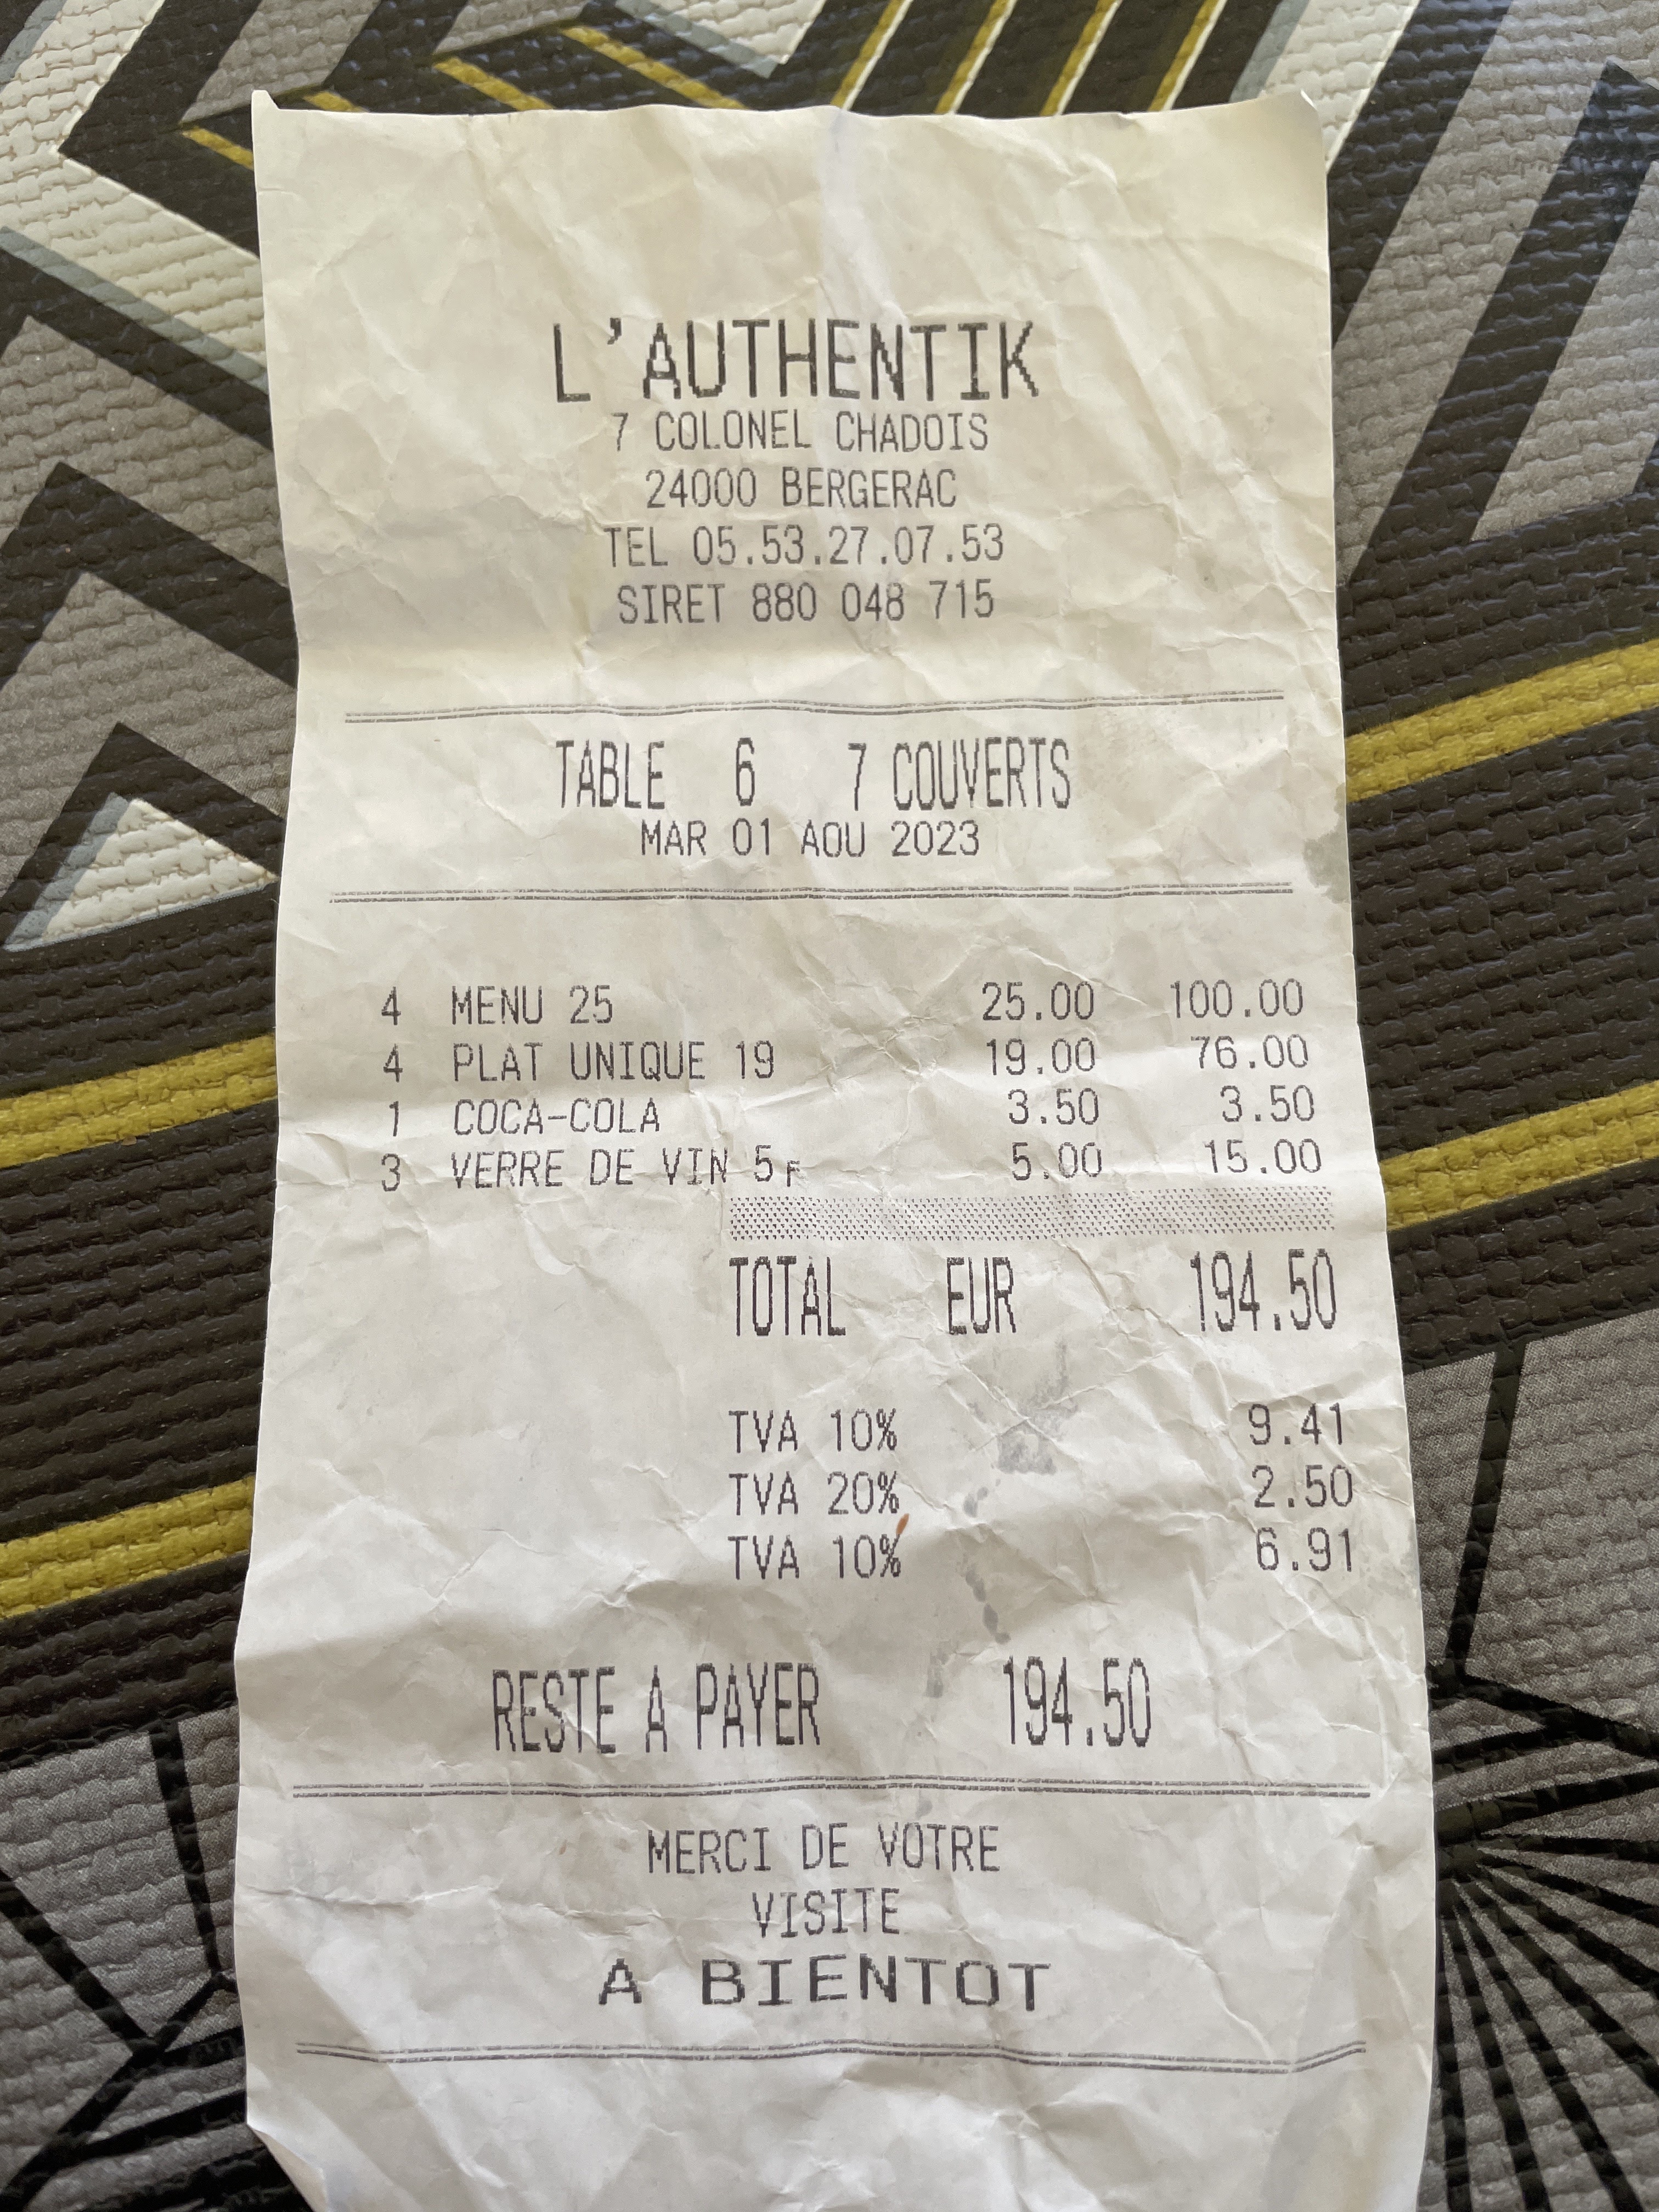 L'AUTHENTIK
7 COLONEL CHADOIS
24000 BERGERAC
TEL 05.53.27.07.53
SIRET 880 048 715
TABLE 6 7 COUVERTS
MAR 01 AOU 2023
4 MENU 25 25.00 100.00
4 PLAT UNIQUE 19 19.00 76.00
1 COCA-COLA 3.50 3.50
3 VERRE DE VIN 5F 5.00 15.00
TOTAL EUR 194.50
TVA 10% 9.41
TVA 20% 2.50
TVA 10% 6.91
RESTE A PAYER 194.50
MERCI DE VOTRE
VISITE
A BIENTOT